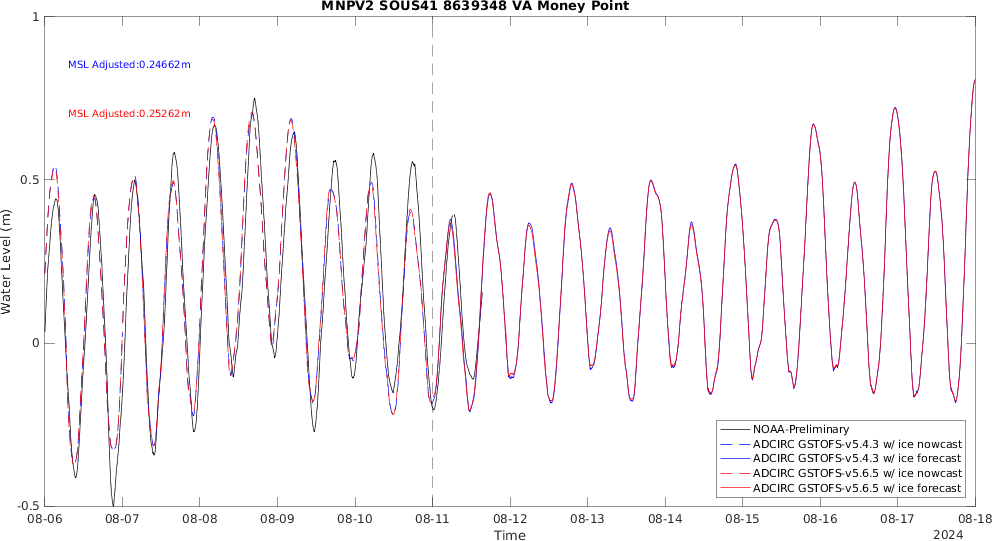 MNPV2 SOUS41 8639348 VA Money Point
MSL Adjusted:0.24662m
MSL Adjusted:0.25262m
Water Level (m)
1
0.5
0
-0.5
NOAA-Preliminary
ADCIRC GSTOFS-v5.4.3 w/ ice nowcast
ADCIRC GSTOFS-v5.4.3 w/ ice forecast
ADCIRC GSTOFS-v5.6.5 w/ ice nowcast
ADCIRC GSTOFS-v5.6.5 w/ ice forecast
08-06 08-07 08-08 08-09 08-10 08-11 08-12 08-13 08-14 08-15 08-16 08-17 08-18
Time
2024